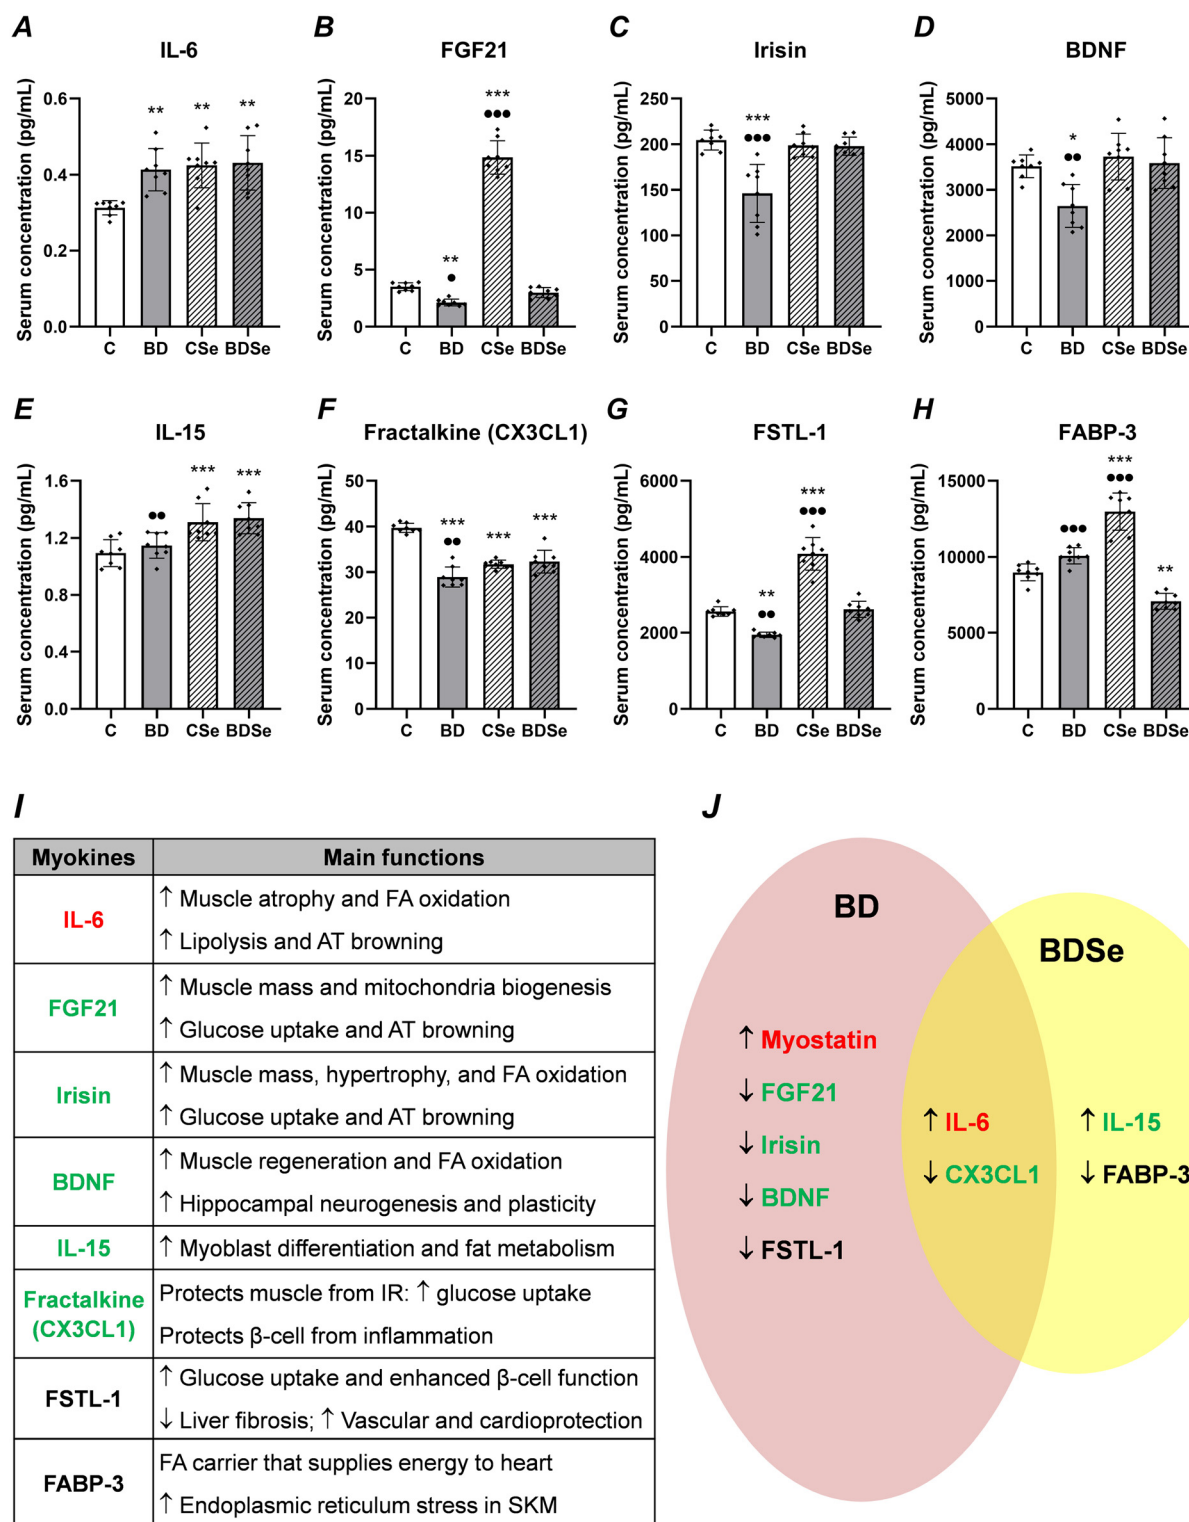 A
IL-6
Serum concentration (pg/mL)
0.6
0.4
0.2
0.0
**
**
**
C BD CSe BDSe
B
FGF21
Serum concentration (pg/mL)
20
15
10
5
0
**
●
***
●●●
C BD CSe BDSe
C
Irisin
Serum concentration (pg/mL)
250
200
150
100
50
0
***
●●●
C BD CSe BDSe
D
BDNF
Serum concentration (pg/mL)
5000
4000
3000
2000
1000
0
*
●●
C BD CSe BDSe
E
IL-15
Serum concentration (pg/mL)
1.6
1.2
0.8
0.4
0.0
●●
***
***
C BD CSe BDSe
F
Fractalkine (CX3CL1)
Serum concentration (pg/mL)
50
40
30
20
10
0
***
●●
***
***
C BD CSe BDSe
G
FSTL-1
Serum concentration (pg/mL)
6000
4000
2000
0
**
●●
***
●●●
C BD CSe BDSe
H
FABP-3
Serum concentration (pg/mL)
15000
10000
5000
0
●●●
***
●●●
**
C BD CSe BDSe
I
Myokines Main functions
IL-6
↑ Muscle atrophy and FA oxidation
↑ Lipolysis and AT browning
FGF21
↑ Muscle mass and mitochondria biogenesis
↑ Glucose uptake and AT browning
Irisin
↑ Muscle mass, hypertrophy, and FA oxidation
↑ Glucose uptake and AT browning
BDNF
↑ Muscle regeneration and FA oxidation
↑ Hippocampal neurogenesis and plasticity
IL-15
↑ Myoblast differentiation and fat metabolism
Fractalkine
(CX3CL1)
Protects muscle from IR: ↑ glucose uptake
Protects β-cell from inflammation
FSTL-1
↑ Glucose uptake and enhanced β-cell function
↓ Liver fibrosis; ↑ Vascular and cardioprotection
FABP-3
FA carrier that supplies energy to heart
↑ Endoplasmic reticulum stress in SKM
J
BD
↑ Myostatin
↓ FGF21
↓ Irisin
↓ BDNF
↓ FSTL-1
↑ IL-6
↓ CX3CL1
BDSe
↑ IL-15
↓ FABP-3